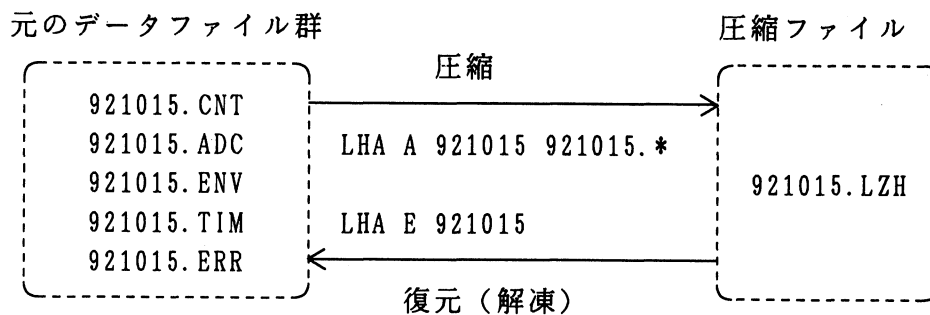 元のデータファイル群
圧縮ファイル
圧縮
921015.CNT
921015.ADC
921015.ENV
921015.TIM
921015.ERR
LHA A 921015 921015.*
LHA E 921015
復元（解凍）
921015.LZH